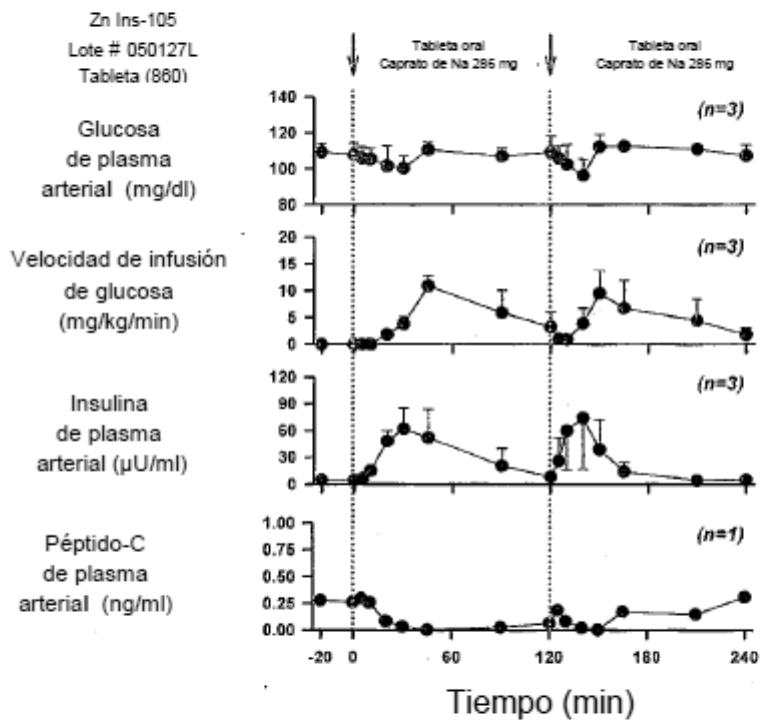 Zn Ins-105
Lote # 050127L
Tableta (860)
Tableta oral
Caprato de Na 286 mg
Tableta oral
Caprato de Na 286 mg
Glucosa
de plasma
arterial (mg/dl)
140
120
100
80
(n=3)
Velocidad de infusión
de glucosa
(mg/kg/min)
20
15
10
5
0
(n=3)
Insulina
de plasma
arterial (µU/ml)
120
90
60
30
0
(n=3)
Péptido-C
de plasma
arterial (ng/ml)
1.00
0.75
0.50
0.25
0.00
(n=1)
-20 0 60 120 180 240
Tiempo (min)